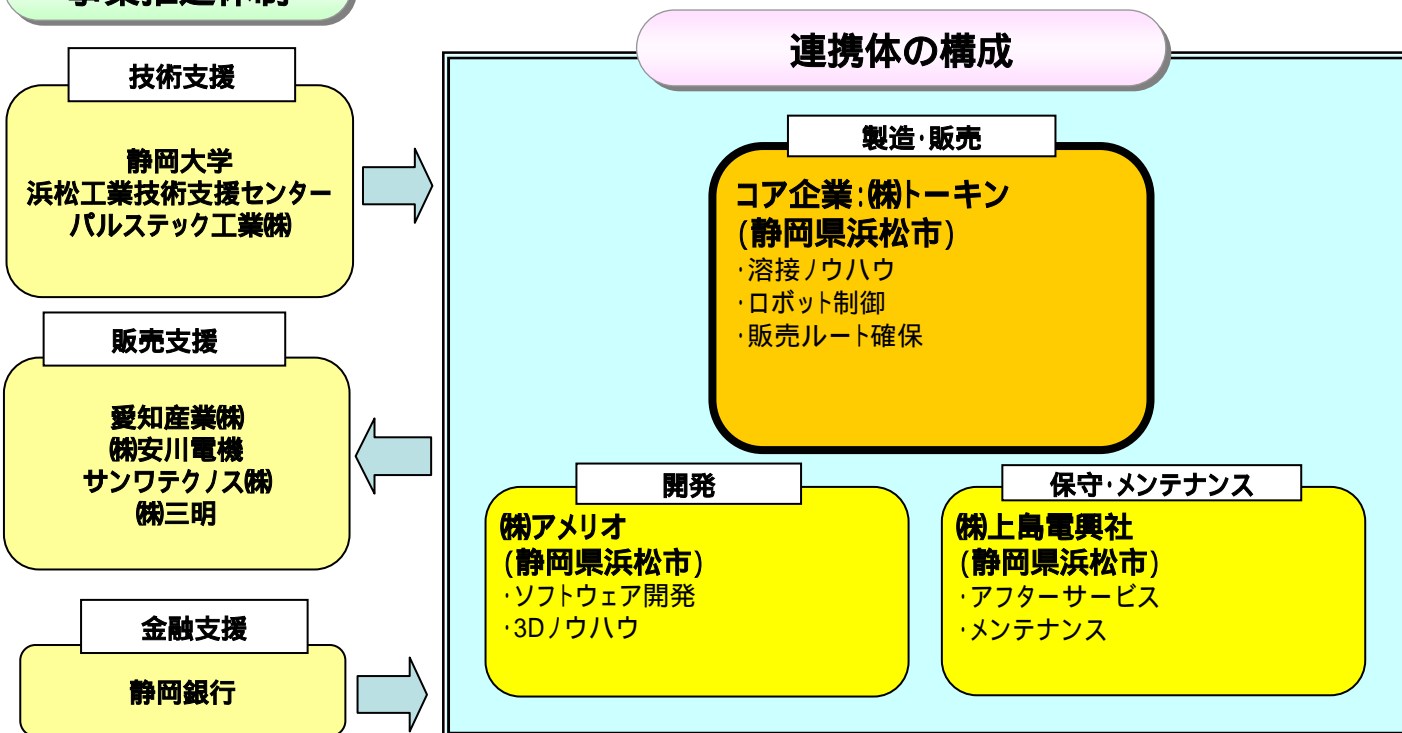 事業推進体制
技術支援
静岡大学
浜松工業技術支援センター
パルステック工業㈱
販売支援
愛知産業㈱
㈱安川電機
サンワテクノス㈱
㈱三明
金融支援
静岡銀行
連携体の構成
製造・販売
コア企業:㈱トーキン
(静岡県浜松市)
・溶接ノウハウ
・ロボット制御
・販売ルート確保
開発
㈱アメリオ
(静岡県浜松市)
・ソフトウェア開発
・3Dノウハウ
保守・メンテナンス
㈱上島電興社
(静岡県浜松市)
・アフターサービス
・メンテナンス